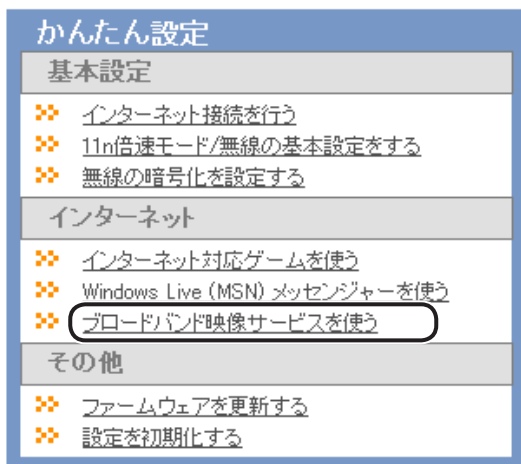 かんたん設定
基本設定
インターネット接続を行う
11n倍速モード/無線の基本設定をする
無線の暗号化を設定する
インターネット
インターネット対応ゲームを使う
Windows Live (MSN) メッセンジャーを使う
ブロードバンド映像サービスを使う
その他
ファームウェアを更新する
設定を初期化する